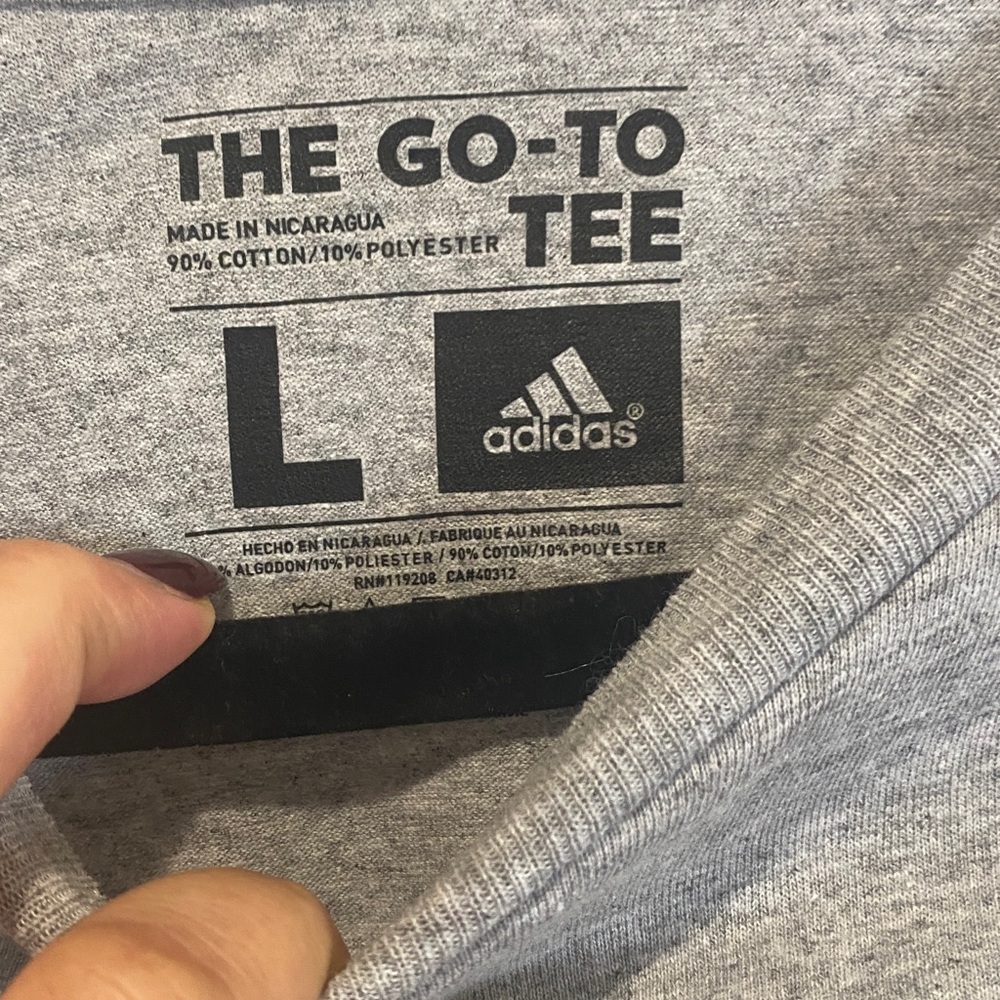 THE GO-TO
TEE
MADE IN NICARAGUA
90% COTTON/10% POLYESTER
L
adidas®
HECHO EN NICARAGUA / FABRIQUE AU NICARAGUA
% ALGODON/10% POLIESTER / 90% COTON/10% POLYESTER
RN#119208 CA#40312